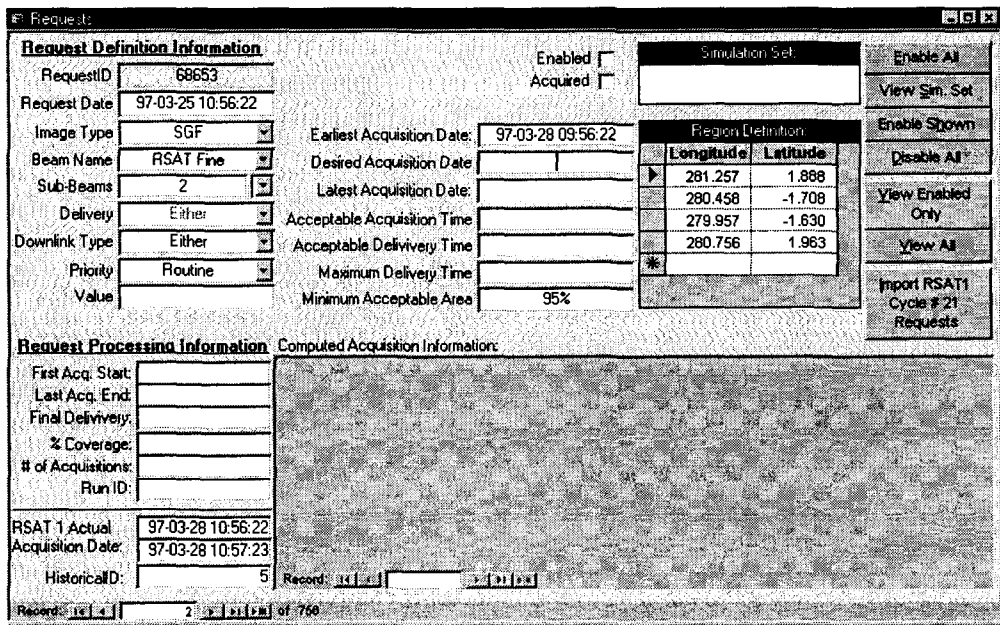 Requests
Request Definition Information
RequestID 68653
Request Date 97-03-25 10:56:22
Image Type SGF
Beam Name RSAT Fine
Sub-Beams 2
Delivery Either
Downlink Type Either
Priority Routine
Value
Enabled
Acquired
Earliest Acquisition Date: 97-03-28 09:56:22
Desired Acquisition Date
Latest Acquisition Date:
Acceptable Acquisition Time
Acceptable Delivivery Time
Maximum Delivery Time
Minimum Acceptable Area 95%
Simulation Set:
Region Definition:
Longitude Latitude
281.257 1.888
280.458 -1.708
279.957 -1.630
280.756 1.963
Enable All
View Sim. Set
Enable Shown
Disable All
View Enabled
Only
View All
Import RSAT1
Cycle # 21
Requests
Request Processing Information
First Acq. Start:
Last Acq. End:
Final Delivivery:
% Coverage:
# of Acquisitions:
Run ID:
RSAT 1 Actual
Acquisition Date:
97-03-28 10:56:22
97-03-28 10:57:23
HistoricalID: 5
Computed Acquisition Information:
Record:
Record: 2 of 750